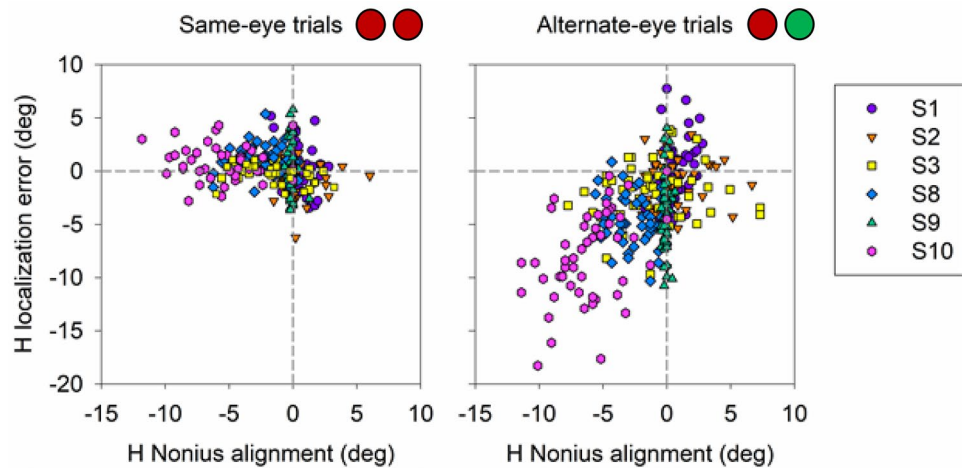 Same-eye trials
Alternate-eye trials
H localization error (deg)
10
5
0
-5
-10
-15
-20
-15
-10
-5
0
5
10
H Nonius alignment (deg)
-15
-10
-5
0
5
10
H Nonius alignment (deg)
S1
S2
S3
S8
S9
S10